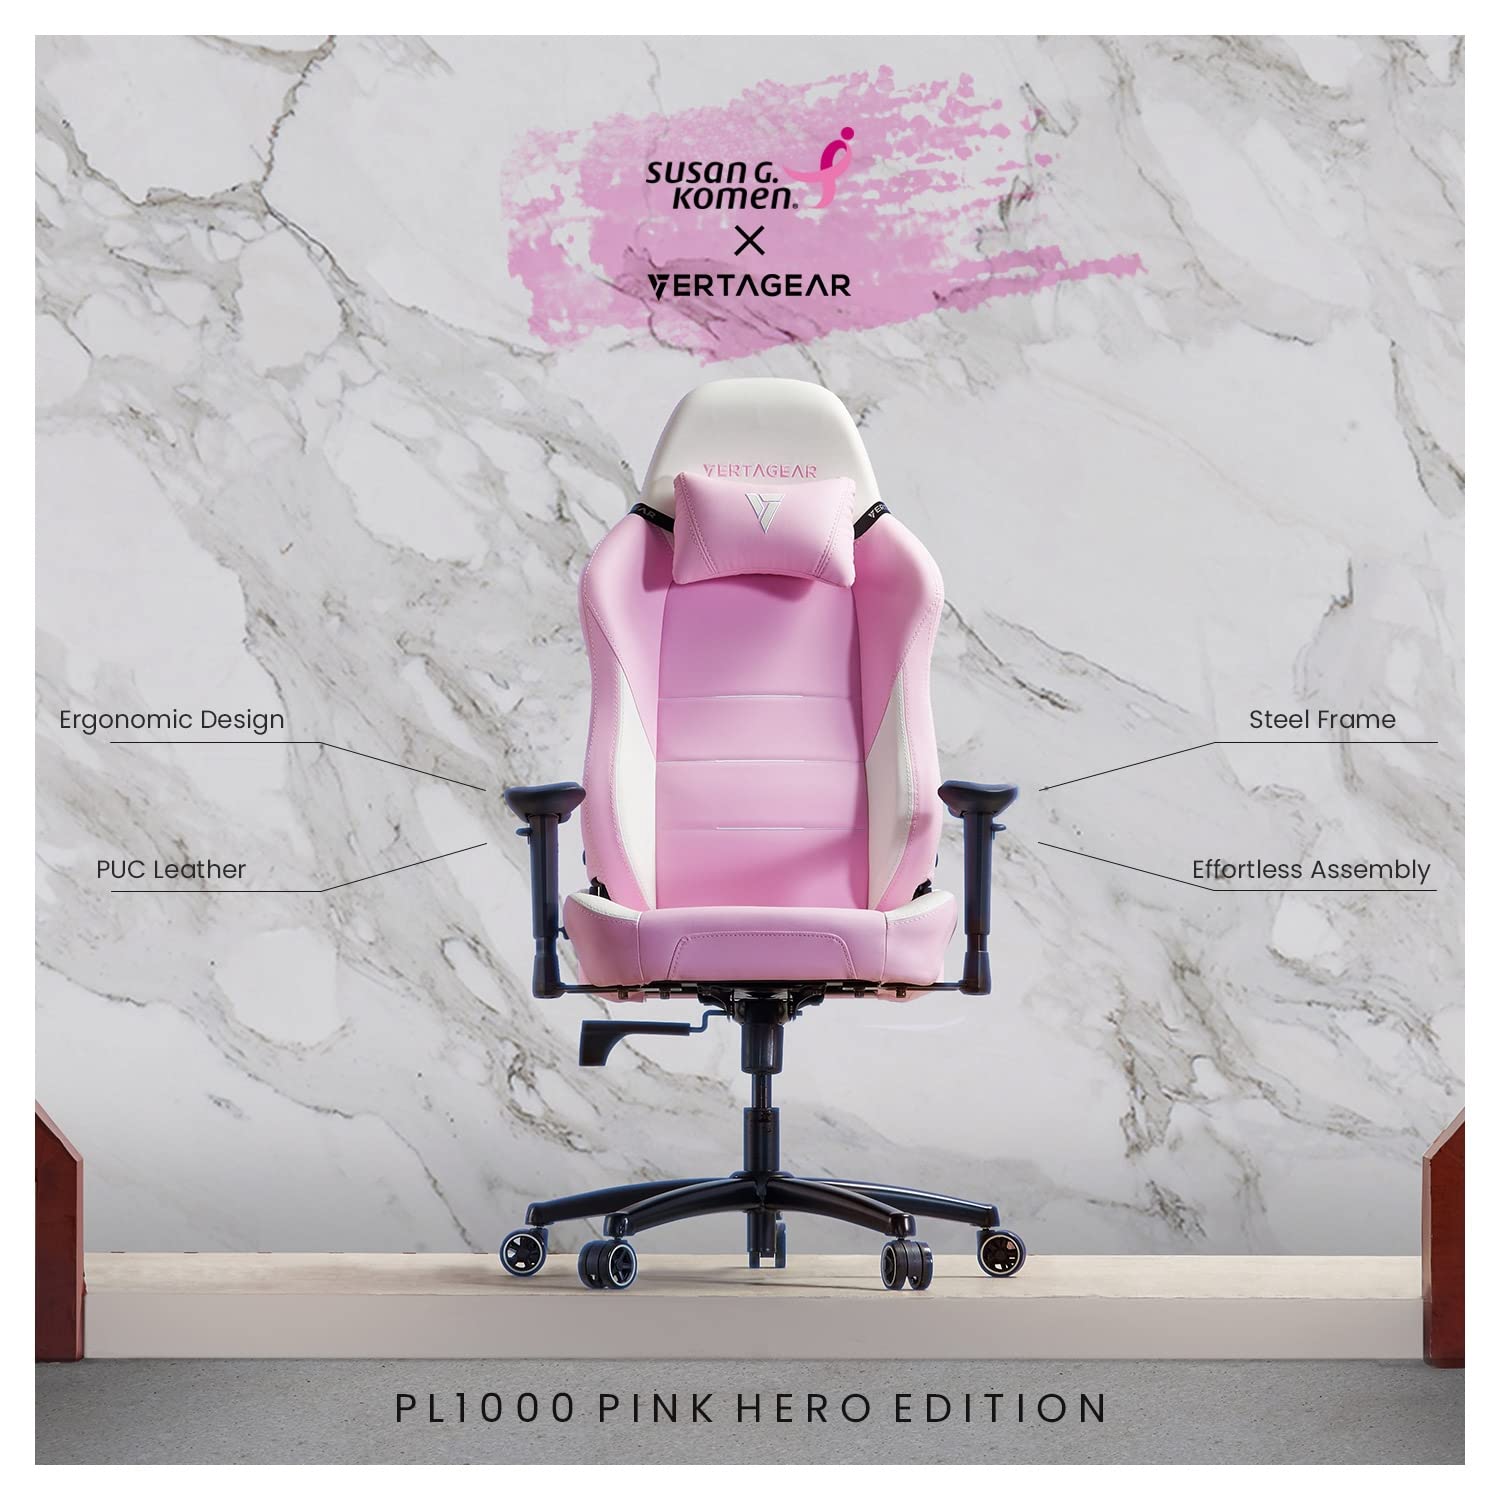 susan G.
Komen®
X
VERTAGEAR
VERTAGEAR
Ergonomic Design
Steel Frame
PUC Leather
Effortless Assembly
PL1000 PINK HERO EDITION